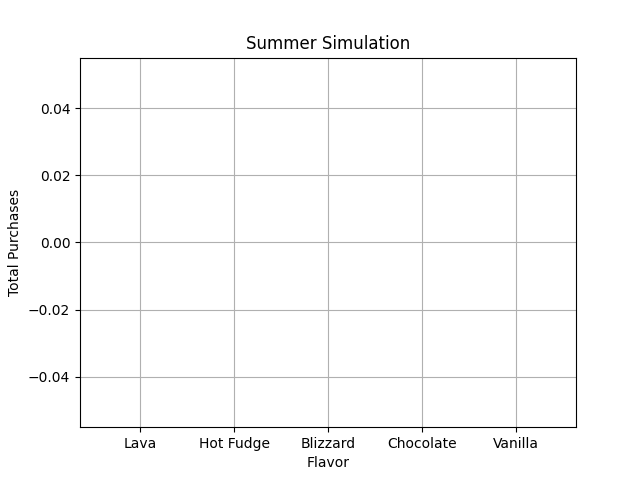 Summer Simulation
0.04
0.02
0.00
−0.02
−0.04
Total Purchases
Lava Hot Fudge Blizzard Chocolate Vanilla
Flavor